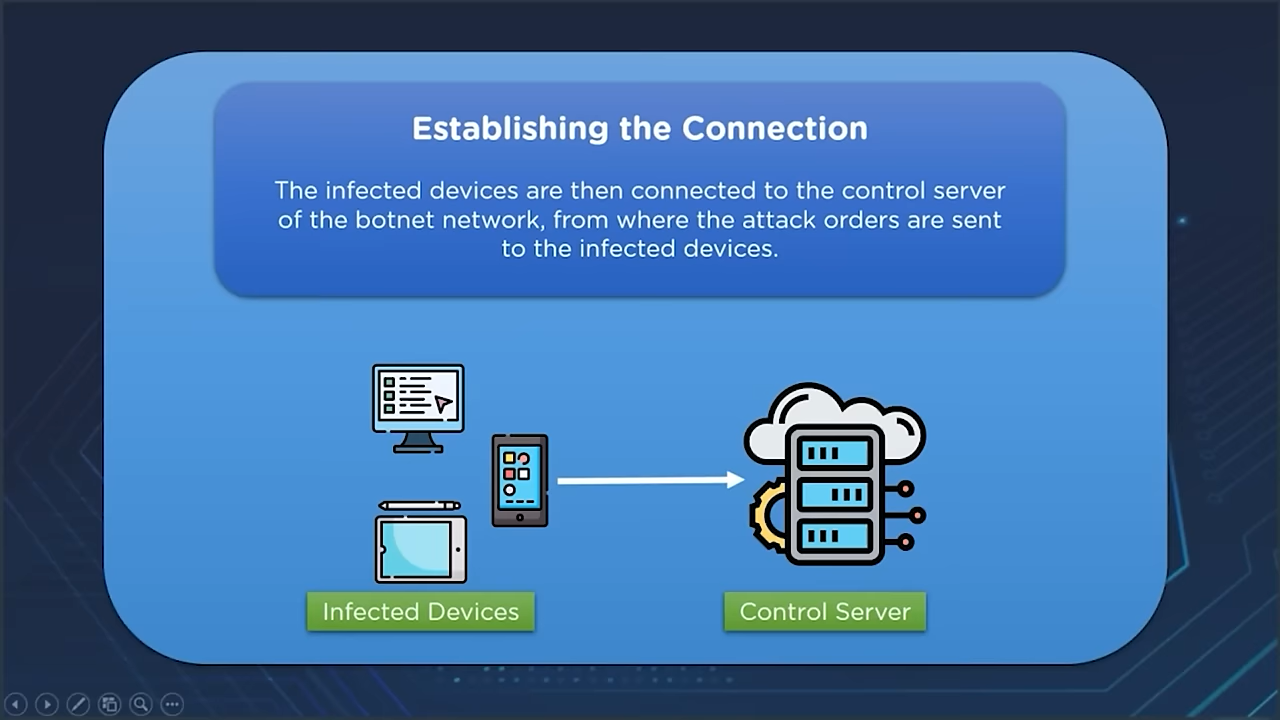 Establishing the Connection
The infected devices are then connected to the control server
of the botnet network, from where the attack orders are sent
to the infected devices.
Infected Devices
Control Server